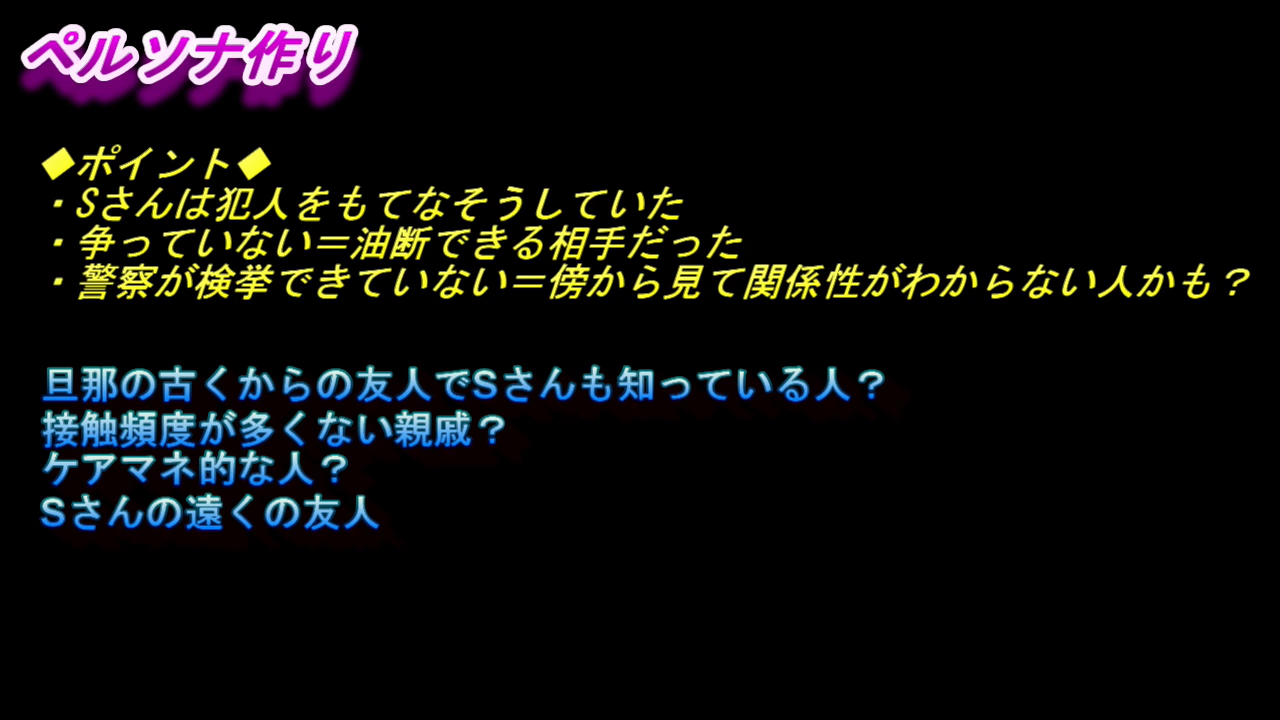 ペルソナ作り
◆ポイント◆
・Sさんは犯人をもてなそうしていた
・争っていない＝油断できる相手だった
・警察が検挙できていない＝傍から見て関係性がわからない人かも？
旦那の古くからの友人でSさんも知っている人？
接触頻度が多くない親戚？
ケアマネ的な人？
Sさんの遠くの友人